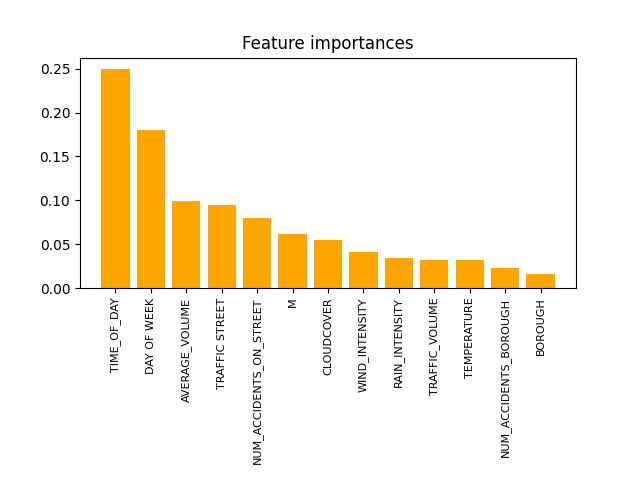 Feature importances
0.25
0.20
0.15
0.10
0.05
0.00
TIME_OF_DAY
DAY OF WEEK
AVERAGE_VOLUME
TRAFFIC STREET
NUM_ACCIDENTS_ON_STREET
M
CLOUDCOVER
WIND_INTENSITY
RAIN_INTENSITY
TRAFFIC_VOLUME
TEMPERATURE
NUM_ACCIDENTS_BOROUGH
BOROUGH